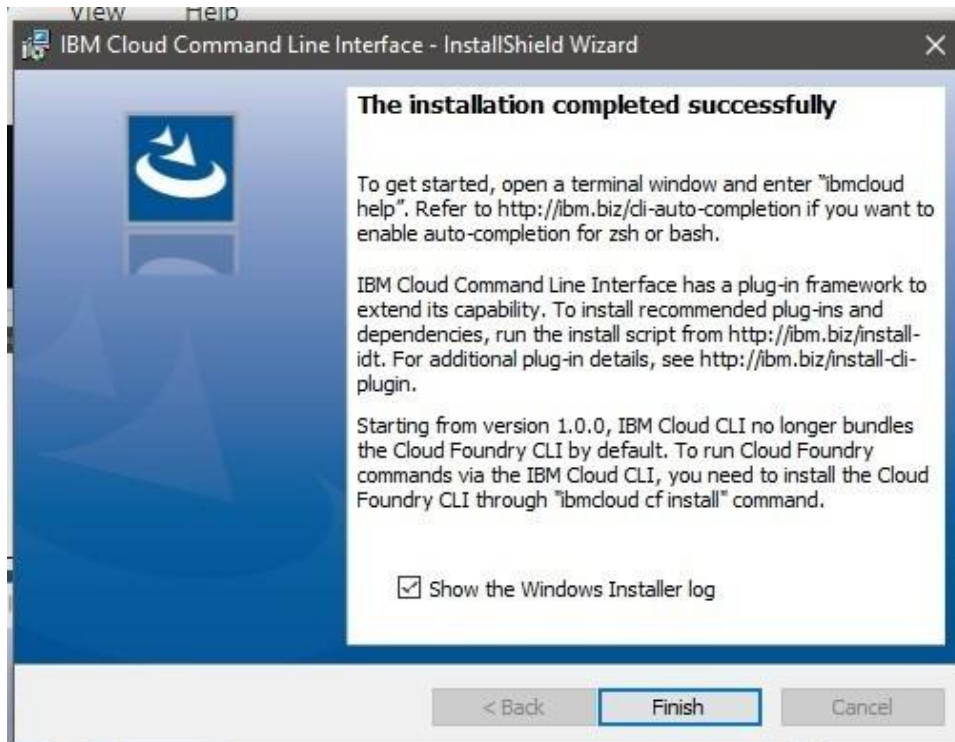 View Help
IBM Cloud Command Line Interface - InstallShield Wizard
The installation completed successfully
To get started, open a terminal window and enter "ibmcloud
help". Refer to http://ibm.biz/cli-auto-completion if you want to
enable auto-completion for zsh or bash.
IBM Cloud Command Line Interface has a plug-in framework to
extend its capability. To install recommended plug-ins and
dependencies, run the install script from http://ibm.biz/install-
idt. For additional plug-in details, see http://ibm.biz/install-cli-
plugin.
Starting from version 1.0.0, IBM Cloud CLI no longer bundles
the Cloud Foundry CLI by default. To run Cloud Foundry
commands via the IBM Cloud CLI, you need to install the Cloud
Foundry CLI through "ibmcloud cf install" command.
Show the Windows Installer log
< Back Finish Cancel